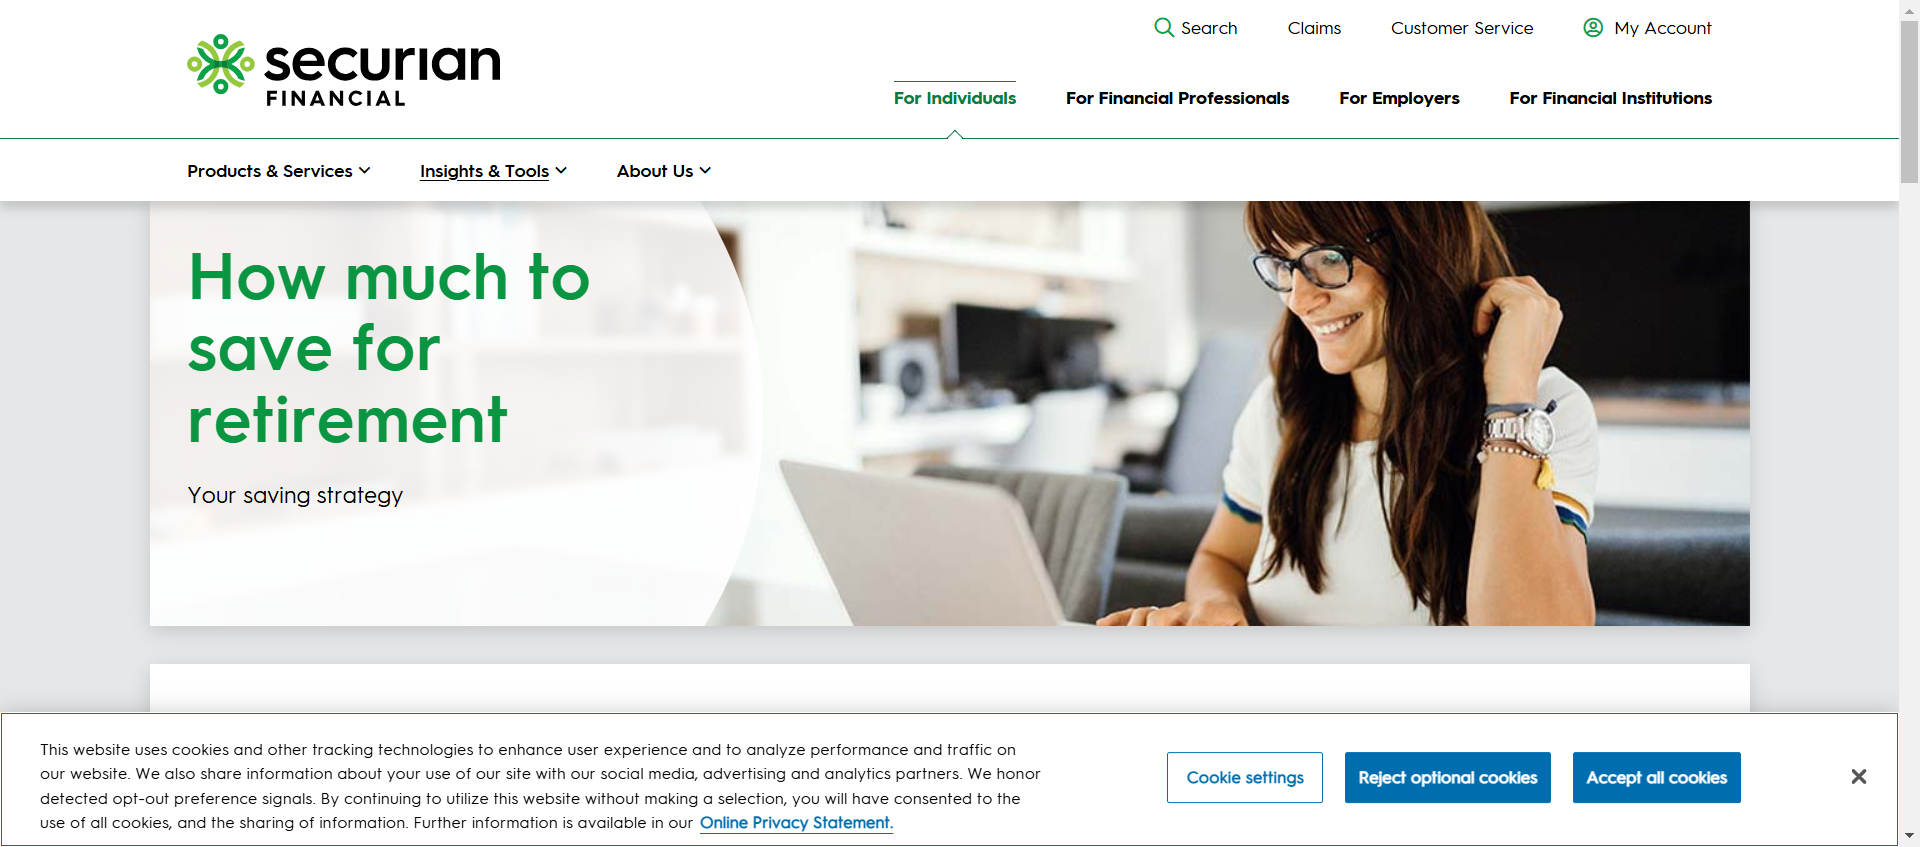 securian
FINANCIAL
Search
Claims
Customer Service
My Account
For Individuals
For Financial Professionals
For Employers
For Financial Institutions
Products & Services
Insights & Tools
About Us
How much to
save for
retirement
Your saving strategy
This website uses cookies and other tracking technologies to enhance user experience and to analyze performance and traffic on
our website. We also share information about your use of our site with our social media, advertising and analytics partners. We honor
detected opt-out preference signals. By continuing to utilize this website without making a selection, you will have consented to the
use of all cookies, and the sharing of information. Further information is available in our Online Privacy Statement.
Cookie settings
Reject optional cookies
Accept all cookies